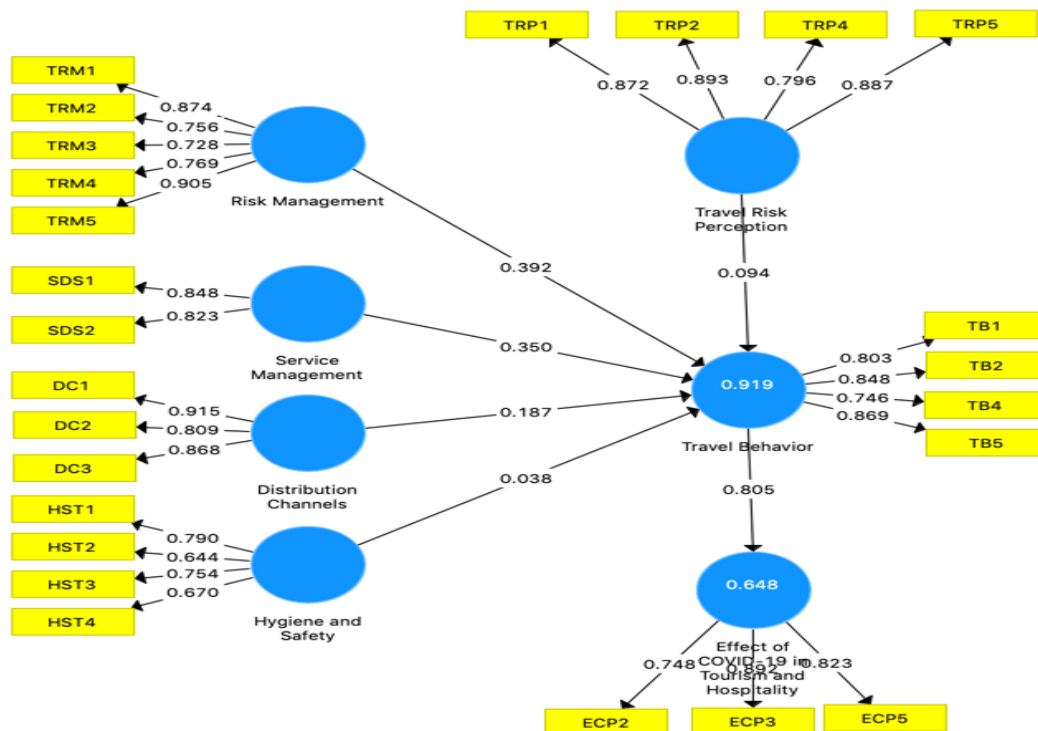 TRP1
TRP2
TRP4
TRP5
0.872
0.893
0.796
0.887
Travel Risk
Perception
TRM1
TRM2
TRM3
TRM4
TRM5
0.874
0.756
0.728
0.769
0.905
Risk Management
0.392
0.094
SDS1
SDS2
0.848
0.823
Service
Management
0.350
DC1
DC2
DC3
0.915
0.809
0.868
Distribution
Channels
0.187
HST1
HST2
HST3
HST4
0.790
0.644
0.754
0.670
Hygiene and
Safety
0.038
0.919
Travel Behavior
0.803
0.848
0.746
0.869
TB1
TB2
TB4
TB5
0.805
0.648
Effect of
COVID-19 in
Tourism and
Hospitality
0.748
0.892
0.823
ECP2
ECP3
ECP5